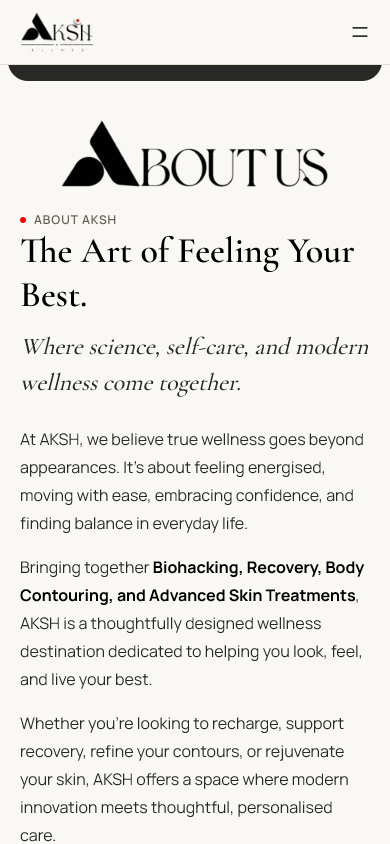 AKSH
ABOUT US
ABOUT AKSH
The Art of Feeling Your
Best.
Where science, self-care, and modern
wellness come together.
At AKSH, we believe true wellness goes beyond
appearances. It's about feeling energised,
moving with ease, embracing confidence, and
finding balance in everyday life.
Bringing together Biohacking, Recovery, Body
Contouring, and Advanced Skin Treatments,
AKSH is a thoughtfully designed wellness
destination dedicated to helping you look, feel,
and live your best.
Whether you're looking to recharge, support
recovery, refine your contours, or rejuvenate
your skin, AKSH offers a space where modern
innovation meets thoughtful, personalised
care.